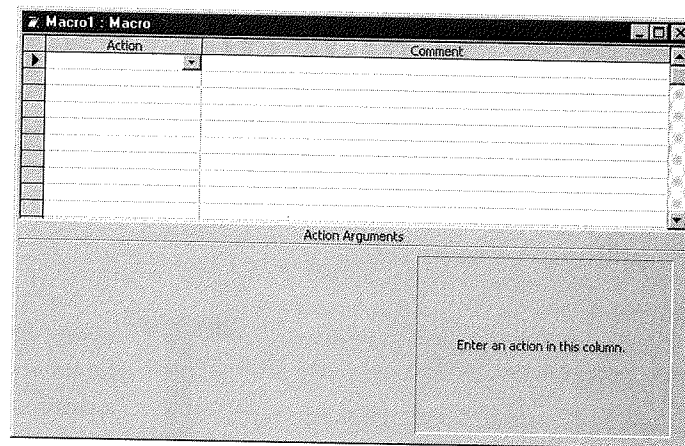 Macro1 : Macro
Action
Comment
Action Arguments
Enter an action in this column.